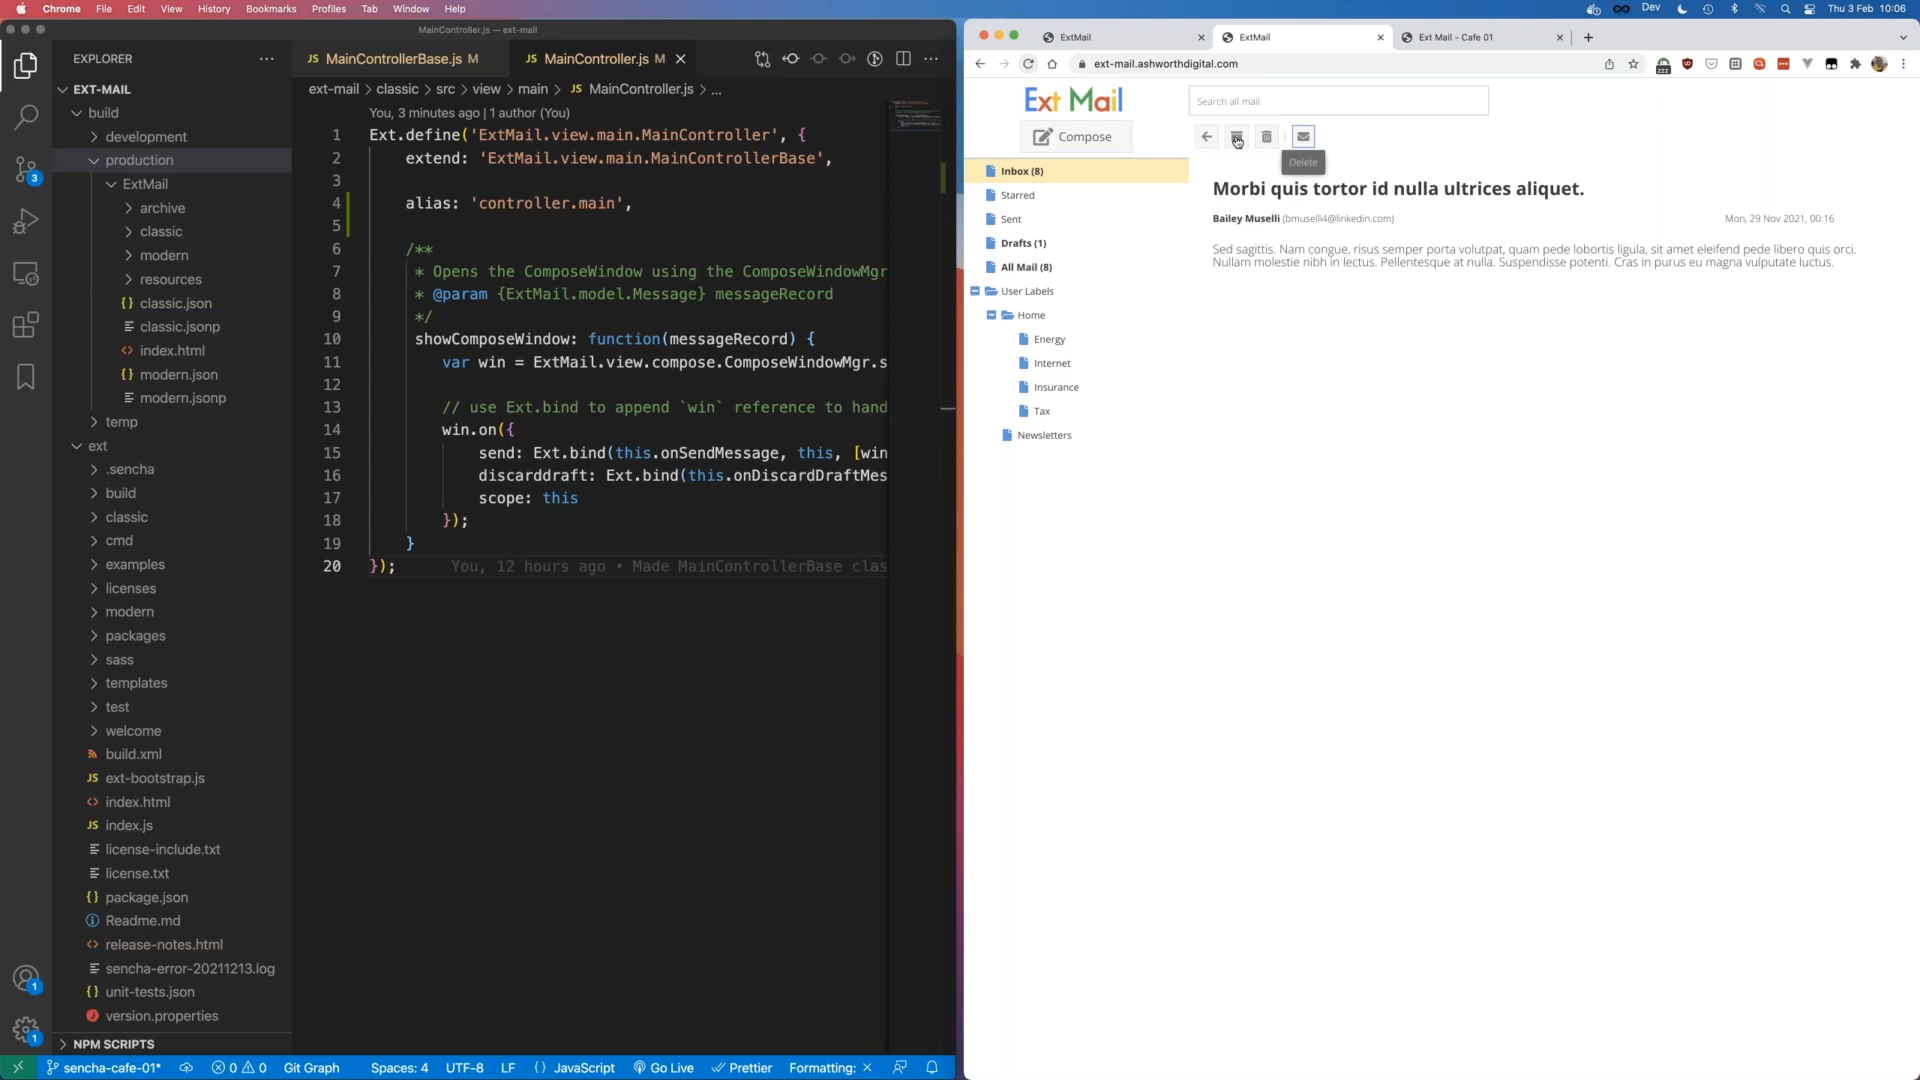 Chrome File Edit View History Bookmarks Profiles Tab Window Help
Dev Thu 3 Feb 10:06
MainController.js — ext-mail
EXPLORER
EXT-MAIL
build
development
production
ExtMail
archive
classic
modern
resources
classic.json
classic.jsonp
index.html
modern.json
modern.jsonp
temp
ext
.sencha
build
classic
cmd
examples
licenses
modern
packages
sass
templates
test
welcome
build.xml
ext-bootstrap.js
index.html
index.js
license-include.txt
license.txt
package.json
Readme.md
release-notes.html
sencha-error-20211213.log
unit-tests.json
version.properties
NPM SCRIPTS
3
1
1
JS MainControllerBase.js M
JS MainController.js M
ext-mail > classic > src > view > main > JS MainController.js > ...
You, 3 minutes ago | 1 author (You)
1 Ext.define('ExtMail.view.main.MainController', {
2 extend: 'ExtMail.view.main.MainControllerBase',
3
4 alias: 'controller.main',
5
6 /**
7 * Opens the ComposeWindow using the ComposeWindowMgr
8 * @param {ExtMail.model.Message} messageRecord
9 */
10 showComposeWindow: function(messageRecord) {
11 var win = ExtMail.view.compose.ComposeWindowMgr.s
12
13 // use Ext.bind to append `win` reference to hand
14 win.on({
15 send: Ext.bind(this.onSendMessage, this, [win
16 discarddraft: Ext.bind(this.onDiscardDraftMes
17 scope: this
18 });
19 }
20 }); You, 12 hours ago • Made MainControllerBase clas
sencha-cafe-01* 0 0 Git Graph Spaces: 4 UTF-8 LF {} JavaScript Go Live Prettier Formatting: ×
ExtMail
ExtMail
Ext Mail - Cafe 01
ext-mail.ashworthdigital.com
Ext Mail
Search all mail
Compose
Delete
Inbox (8)
Starred
Sent
Drafts (1)
All Mail (8)
User Labels
Home
Energy
Internet
Insurance
Tax
Newsletters
Morbi quis tortor id nulla ultrices aliquet.
Bailey Muselli (bmuselli4@linkedin.com) Mon, 29 Nov 2021, 00:16
Sed sagittis. Nam congue, risus semper porta volutpat, quam pede lobortis ligula, sit amet eleifend pede libero quis orci.
Nullam molestie nibh in lectus. Pellentesque at nulla. Suspendisse potenti. Cras in purus eu magna vulputate luctus.